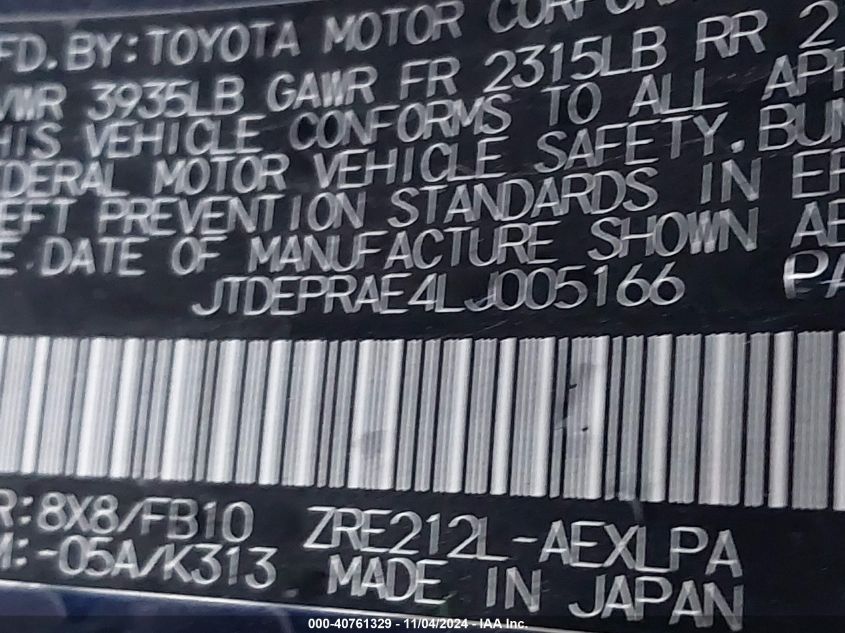 FD. BY: TOYOTA MOTOR CORPOR
VWR 3935LB GAWR FR 2315LB RR 2
HIS VEHICLE CONFORMS TO ALL APP
DERAL MOTOR VEHICLE SAFETY, BUM
EFT PREVENTION STANDARDS IN EF
E DATE OF MANUFACTURE SHOWN AB
JTDEPRAE4LJ005166 PA
R:8X8/FB10 ZRE212L-AEXLPA
M:-05A/K313 MADE IN JAPAN
000-40761329 - 11/04/2024 - IAA Inc.